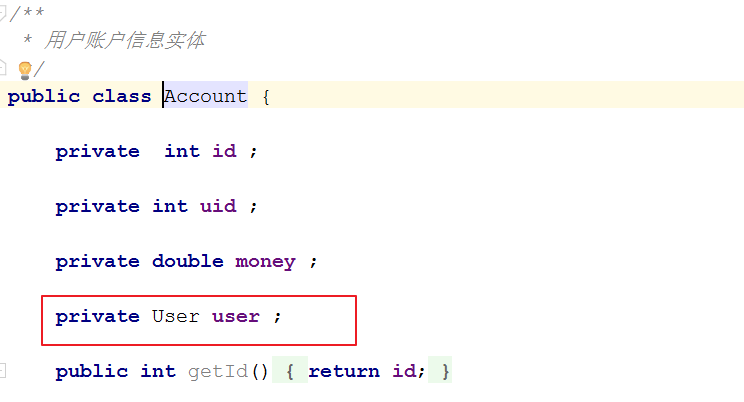 /**
* 用户账户信息实体
*/
public class Account {
private  int id ;
private int uid ;
private double money ;
private User user ;
public int getId() { return id; }